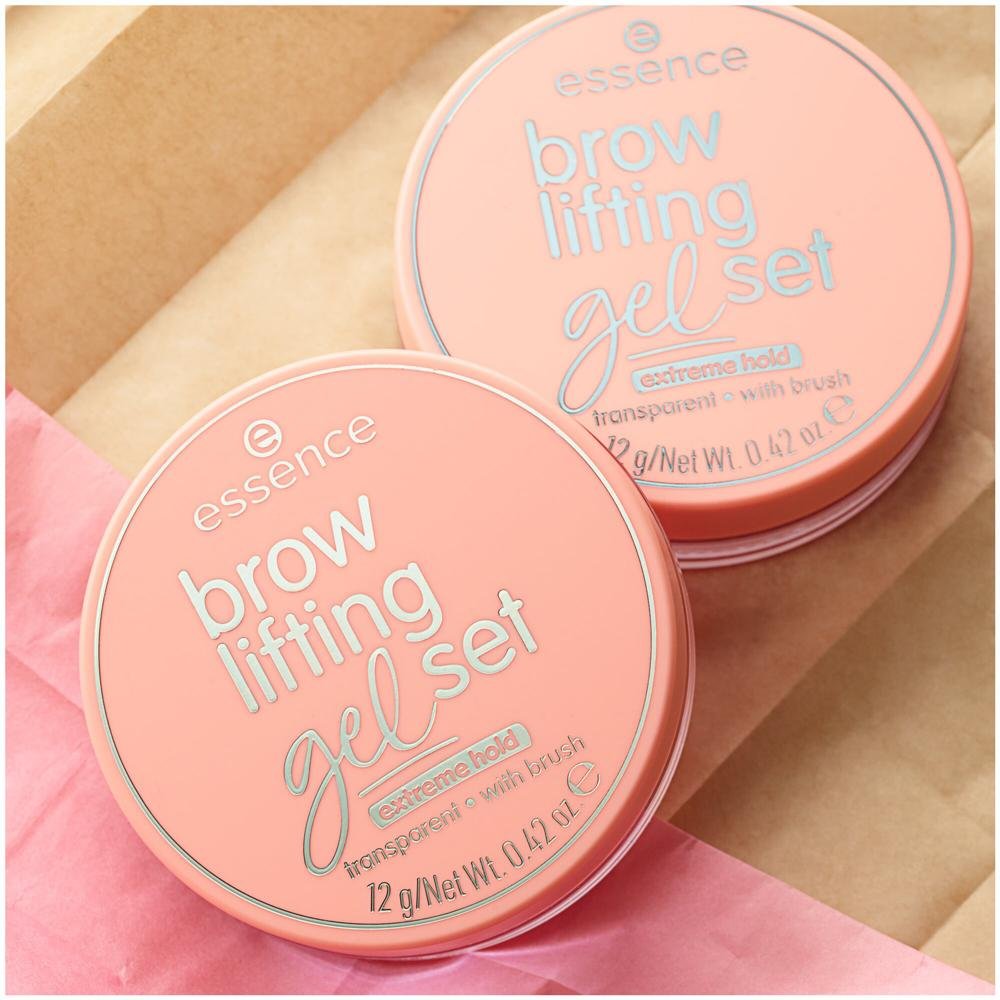 e
essence
brow
lifting
gel set
extreme hold
transparent • with brush
12 g/Net Wt. 0.42 oz. ℮
e
essence
brow
lifting
gel set
extreme hold
transparent • with brush
12 g/Net Wt. 0.42 oz. ℮